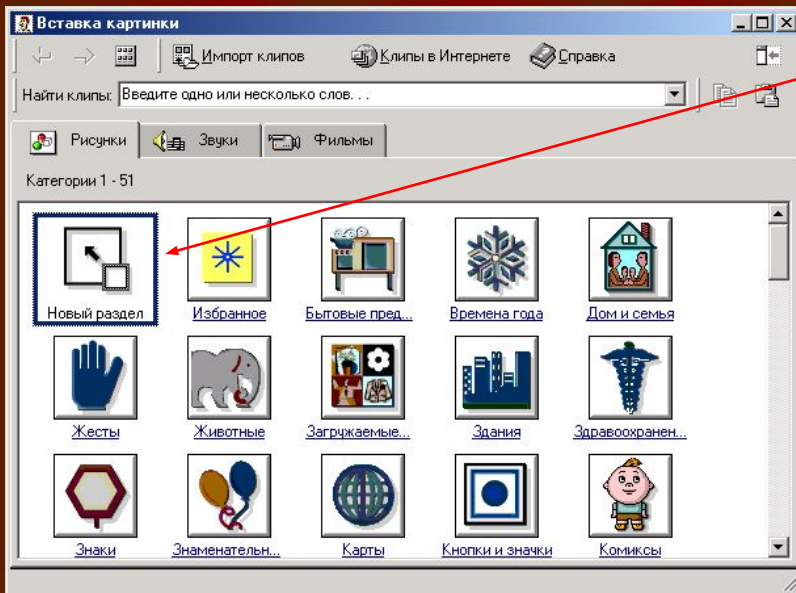 Вставка картинки
Импорт клипов Клипы в Интернете Справка
Найти клипы: Введите одно или несколько слов. . .
Рисунки Звуки Фильмы
Категории 1 - 51
Новый раздел Избранное Бытовые пред... Времена года Дом и семья
Жесты Животные Загружаемые... Здания Здравоохранен...
Знаки Знаменательн... Карты Кнопки и значки Комиксы